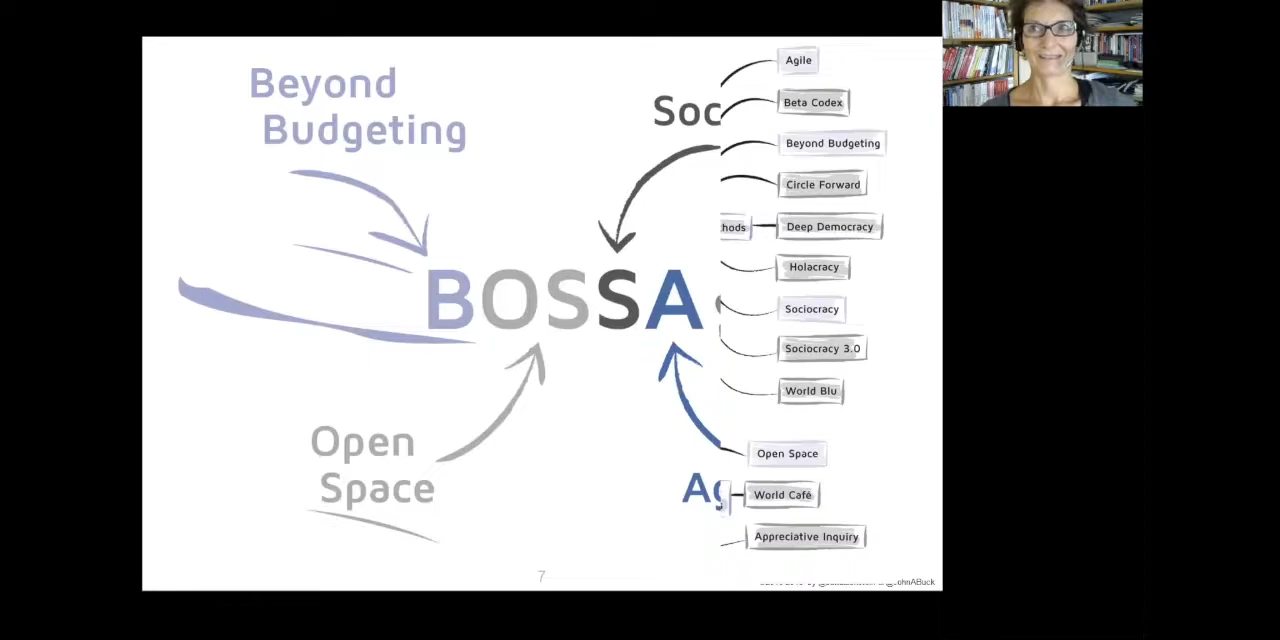 Beyond
Budgeting
Soc
BOSSA
Open
Space
Ag
Agile
Beta Codex
Beyond Budgeting
Circle Forward
hods
Deep Democracy
Holacracy
Sociocracy
Sociocracy 3.0
World Blu
Open Space
World Café
Appreciative Inquiry
7
JohnABuck